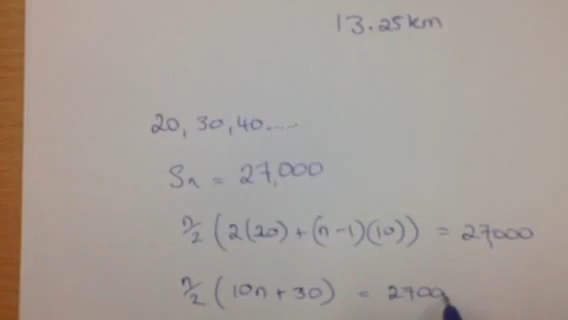 13.25km
20, 30, 40.....
Sn = 27,000
n/2 (2(20) + (n-1)(10)) = 27000
n/2 (10n + 30) = 2700